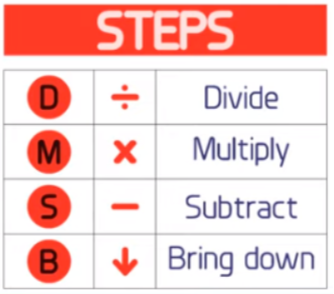 STEPS
D ÷ Divide
M × Multiply
S − Subtract
B ↓ Bring down